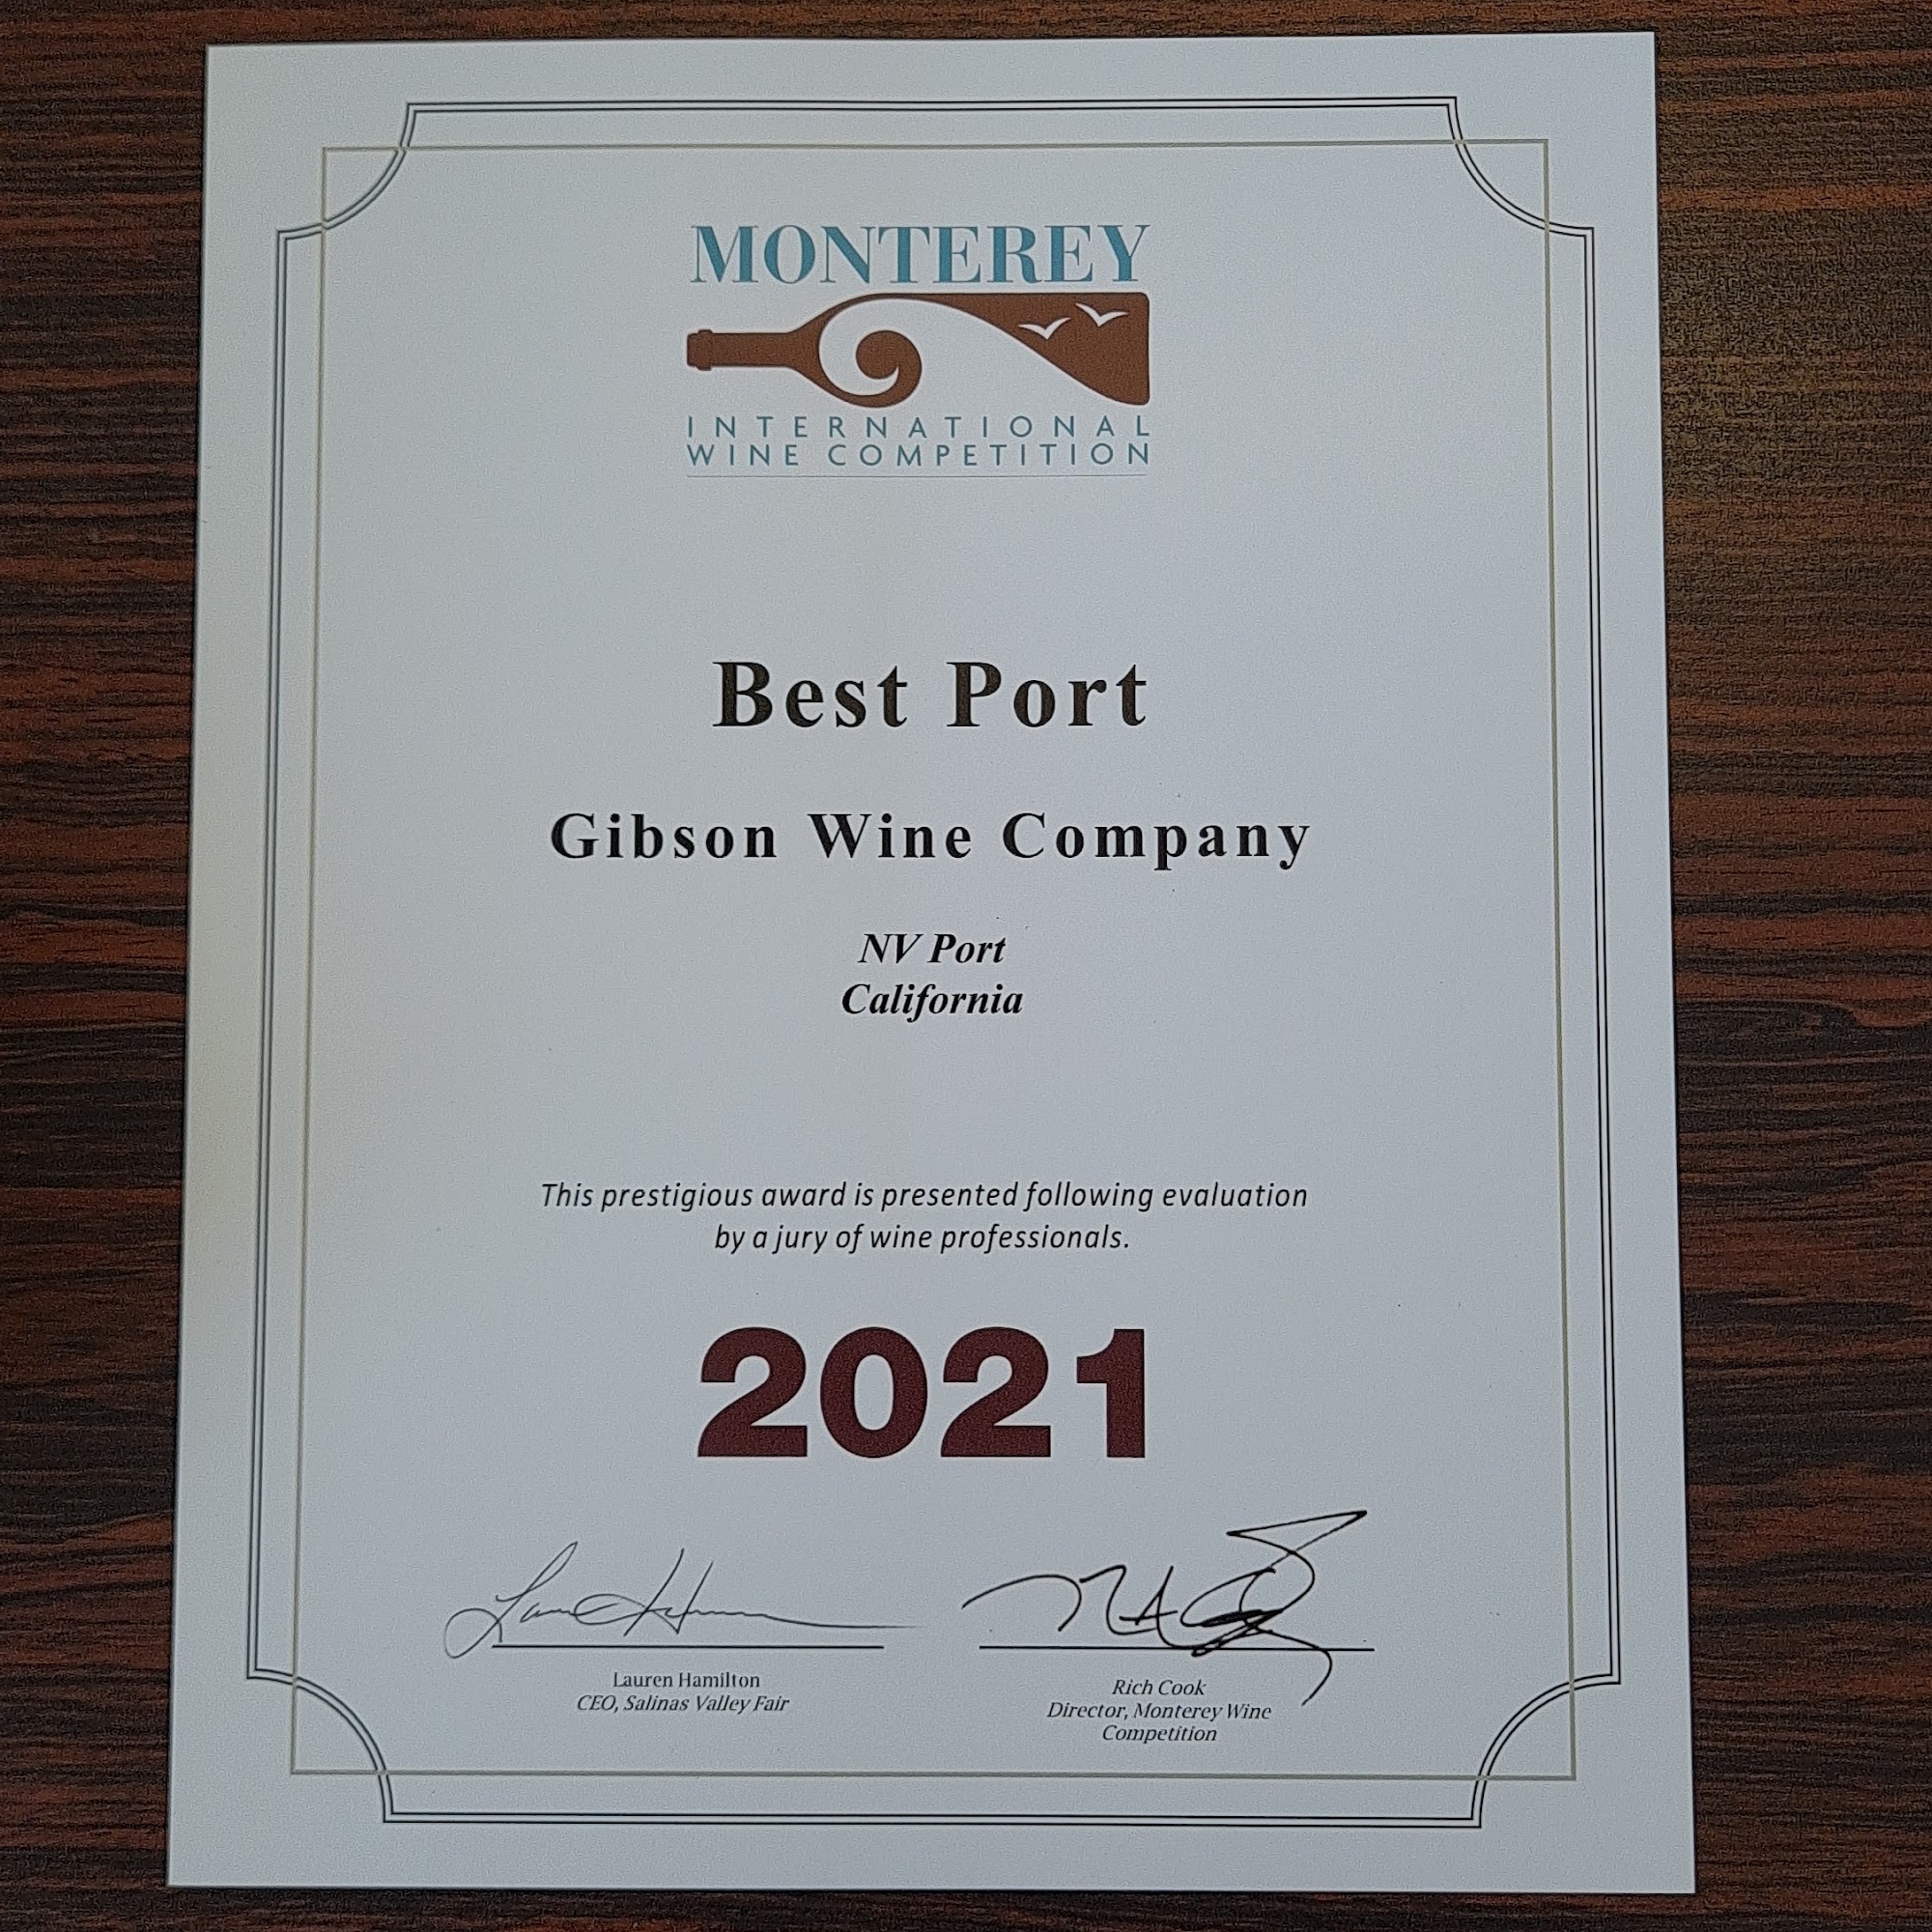 MONTEREY
INTERNATIONAL
WINE COMPETITION
Best Port
Gibson Wine Company
NV Port
California
This prestigious award is presented following evaluation
by a jury of wine professionals.
2021
Lauren Hamilton
CEO, Salinas Valley Fair
Rich Cook
Director, Monterey Wine
Competition